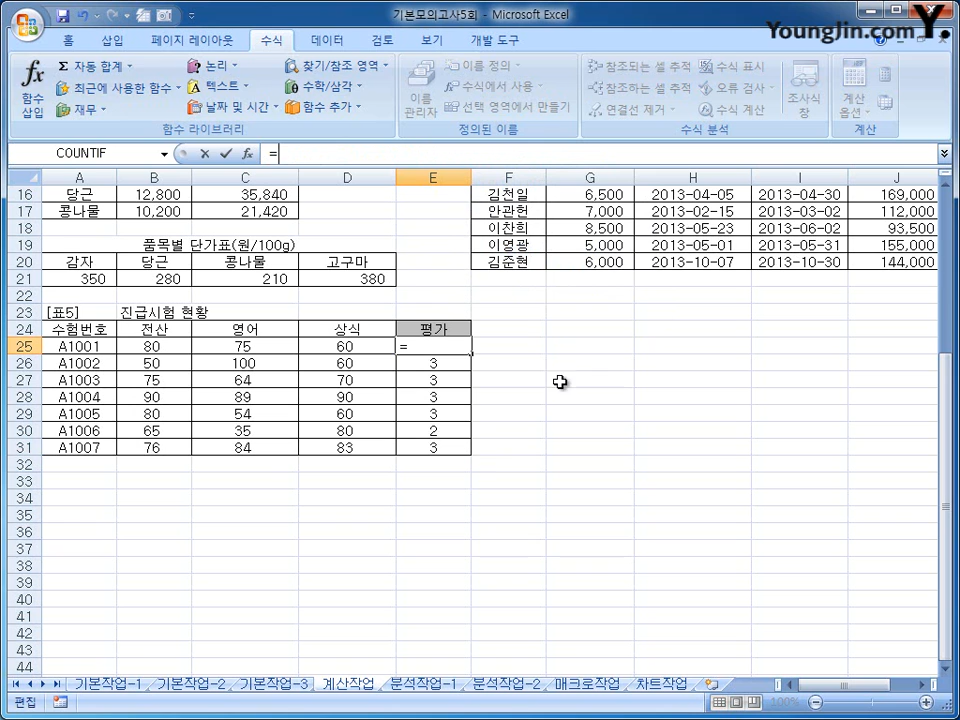 기본모의고사5회 - Microsoft Excel
YoungJin.com Y.
홈 삽입 페이지 레이아웃 수식 데이터 검토 보기 개발 도구
fx 함수 삽입
Σ 자동 합계
최근에 사용한 함수
재무
논리
텍스트
날짜 및 시간
찾기/참조 영역
수학/삼각
함수 추가
함수 라이브러리
이름 관리자
이름 정의
수식에서 사용
선택 영역에서 만들기
정의된 이름
참조되는 셀 추적
참조하는 셀 추적
연결선 제거
수식 표시
오류 검사
수식 계산
조사식 창
수식 분석
계산 옵션
계산
COUNTIF fx =
A B C D E F G H I J
16 당근 12,800 35,840 김천일 6,500 2013-04-05 2013-04-30 169,000
17 콩나물 10,200 21,420 안관헌 7,000 2013-02-15 2013-03-02 112,000
18 이찬희 8,500 2013-05-23 2013-06-02 93,500
19 품목별 단가표(원/100g) 이영광 5,000 2013-05-01 2013-05-31 155,000
20 감자 당근 콩나물 고구마 김준현 6,000 2013-10-07 2013-10-30 144,000
21 350 280 210 380
22
23 [표5] 진급시험 현황
24 수험번호 전산 영어 상식 평가
25 A1001 80 75 60 =
26 A1002 50 100 60 3
27 A1003 75 64 70 3
28 A1004 90 89 90 3
29 A1005 80 54 60 3
30 A1006 65 35 80 2
31 A1007 76 84 83 3
32
33
34
35
36
37
38
39
40
41
42
43
44
기본작업-1 기본작업-2 기본작업-3 계산작업 분석작업-1 분석작업-2 매크로작업 차트작업
편집 100%